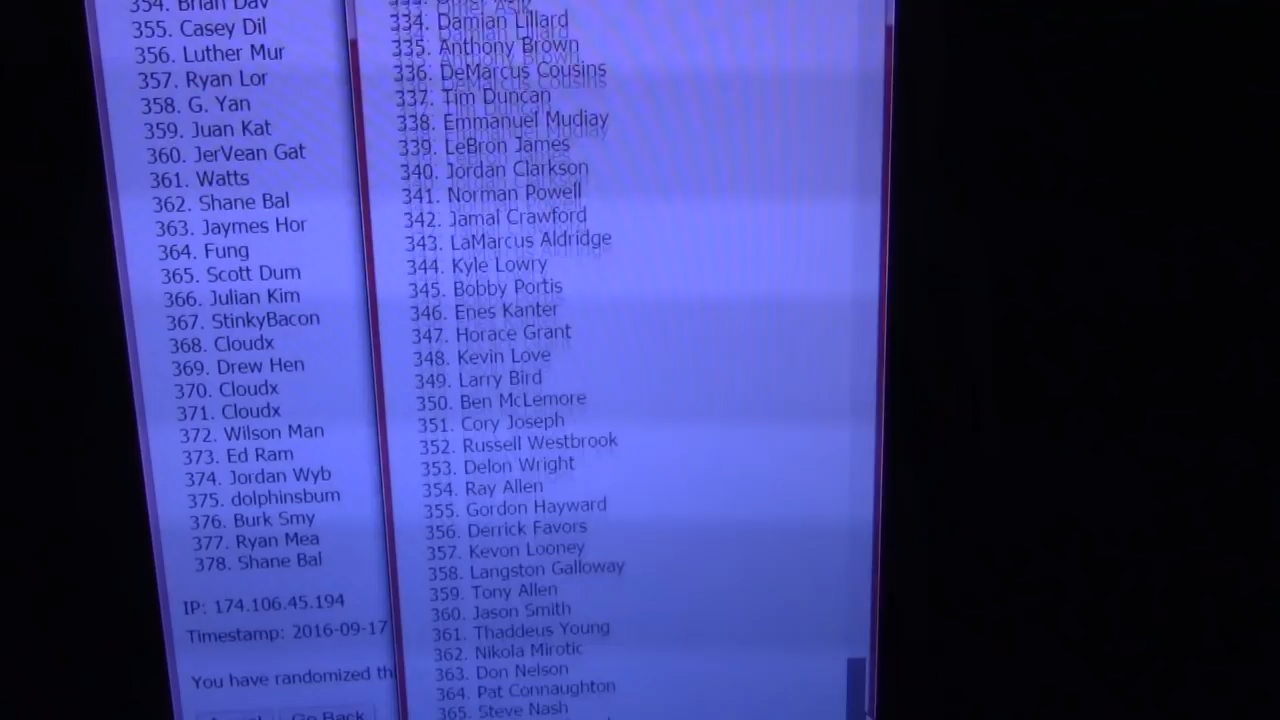 354. Brian Dav
355. Casey Dil
356. Luther Mur
357. Ryan Lor
358. G. Yan
359. Juan Kat
360. JerVean Gat
361. Watts
362. Shane Bal
363. Jaymes Hor
364. Fung
365. Scott Dum
366. Julian Kim
367. StinkyBacon
368. Cloudx
369. Drew Hen
370. Cloudx
371. Cloudx
372. Wilson Man
373. Ed Ram
374. Jordan Wyb
375. dolphinsbum
376. Burk Smy
377. Ryan Mea
378. Shane Bal
IP: 174.106.45.194
Timestamp: 2016-09-17
You have randomized th
Go Back
333. Omer Asik
334. Damian Lillard
335. Anthony Brown
336. DeMarcus Cousins
337. Tim Duncan
338. Emmanuel Mudiay
339. LeBron James
340. Jordan Clarkson
341. Norman Powell
342. Jamal Crawford
343. LaMarcus Aldridge
344. Kyle Lowry
345. Bobby Portis
346. Enes Kanter
347. Horace Grant
348. Kevin Love
349. Larry Bird
350. Ben McLemore
351. Cory Joseph
352. Russell Westbrook
353. Delon Wright
354. Ray Allen
355. Gordon Hayward
356. Derrick Favors
357. Kevon Looney
358. Langston Galloway
359. Tony Allen
360. Jason Smith
361. Thaddeus Young
362. Nikola Mirotic
363. Don Nelson
364. Pat Connaughton
365. Steve Nash